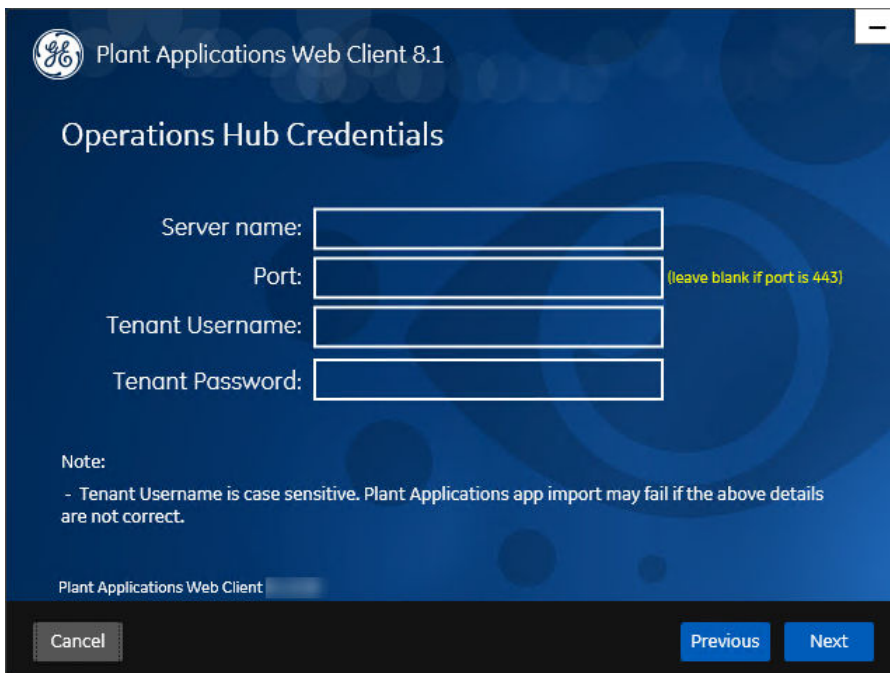 Plant Applications Web Client 8.1
Operations Hub Credentials
Server name:
Port:
(leave blank if port is 443)
Tenant Username:
Tenant Password:
Note:
- Tenant Username is case sensitive. Plant Applications app import may fail if the above details
are not correct.
Plant Applications Web Client
Cancel
Previous
Next